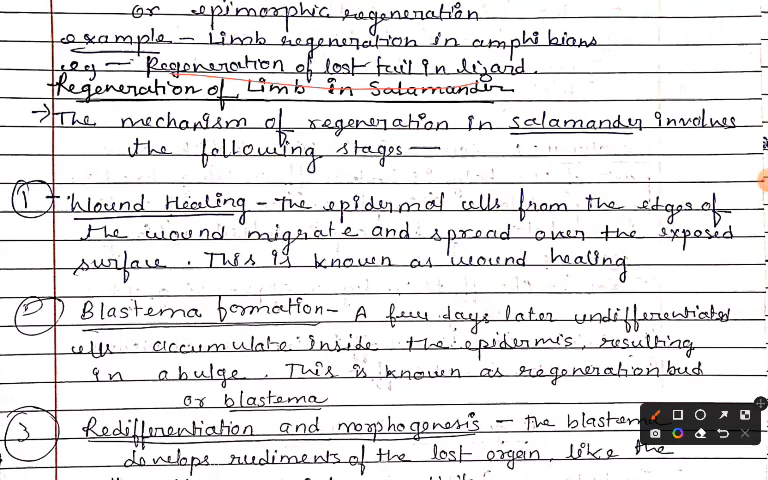 or epimorphic regeneration
example - Limb regeneration in amphibians
eg — Regeneration of lost tail in lizard.
Regeneration of Limb in Salamander
→ The mechanism of regeneration in salamander involves
the following stages —
① - Wound Healing - The epidermal cells from the edges of
the wound migrate and spread over the exposed
surface. This is known as wound healing
② Blastema formation - A few days later undifferentiated
cells accumulate inside the epidermis, resulting
in a bulge. This is known as regeneration bud
or blastema
③ Redifferentiation and morphogenesis - the blastema
develops rudiments of the lost organ, like the